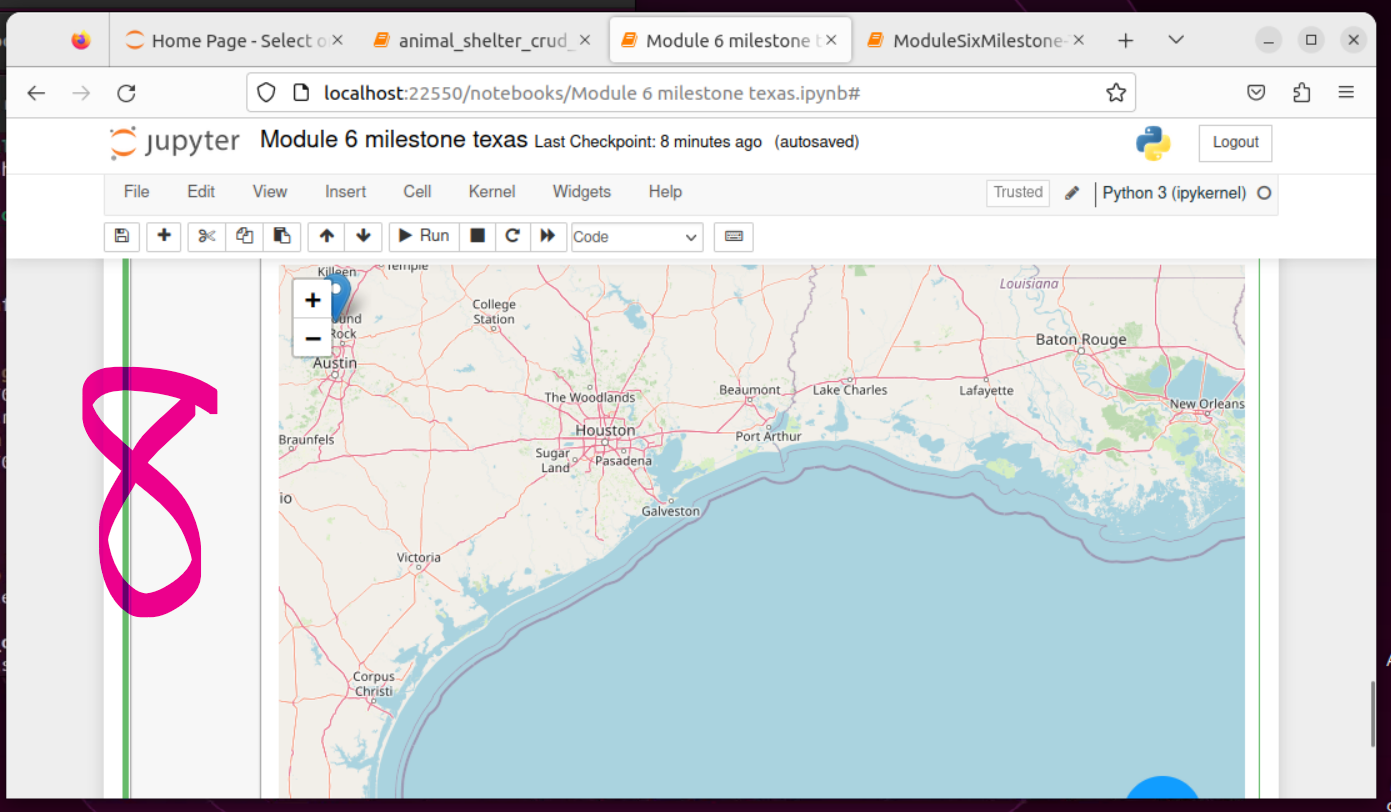 Home Page - Select o
animal_shelter_crud_
Module 6 milestone t
ModuleSixMilestone-
localhost:22550/notebooks/Module 6 milestone texas.ipynb#
jupyter Module 6 milestone texas Last Checkpoint: 8 minutes ago (autosaved)
Logout
File Edit View Insert Cell Kernel Widgets Help
Trusted Python 3 (ipykernel)
Run Code
+
−
Killeen
Temple
Round
Rock
Austin
College
Station
Louisiana
Baton Rouge
The Woodlands
Beaumont
Lake Charles
Lafayette
New Orleans
Houston
Port Arthur
Braunfels
Sugar
Land
Pasadena
io
Galveston
Victoria
Corpus
Christi
8